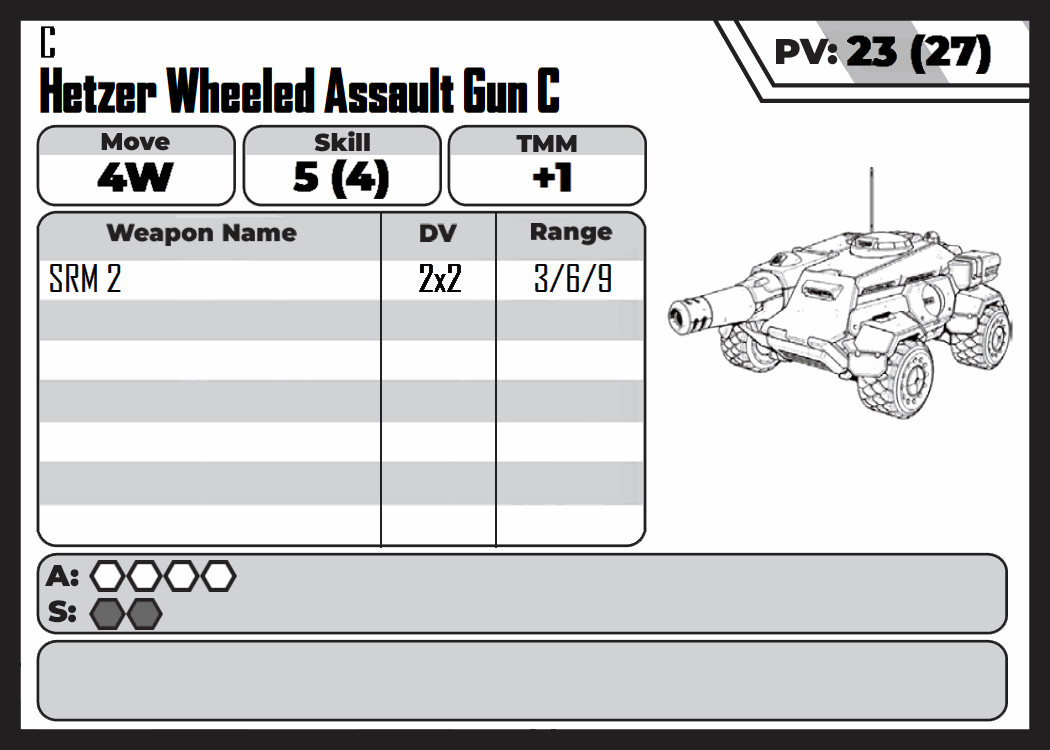 C
PV: 23 (27)
Hetzer Wheeled Assault Gun C
Move Skill TMM
4W 5 (4) +1
Weapon Name DV Range
SRM 2 2x2 3/6/9
A:
S: